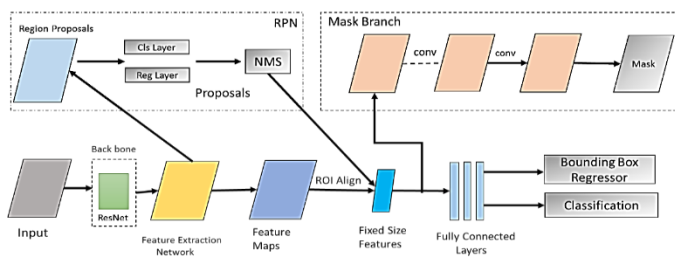 RPN
Region Proposals
Cls Layer
Reg Layer
NMS
Proposals
Mask Branch
conv
conv
Mask
Back bone
ResNet
Input
Feature Extraction
Network
Feature
Maps
ROI Align
Fixed Size
Features
Fully Connected
Layers
Bounding Box
Regressor
Classification